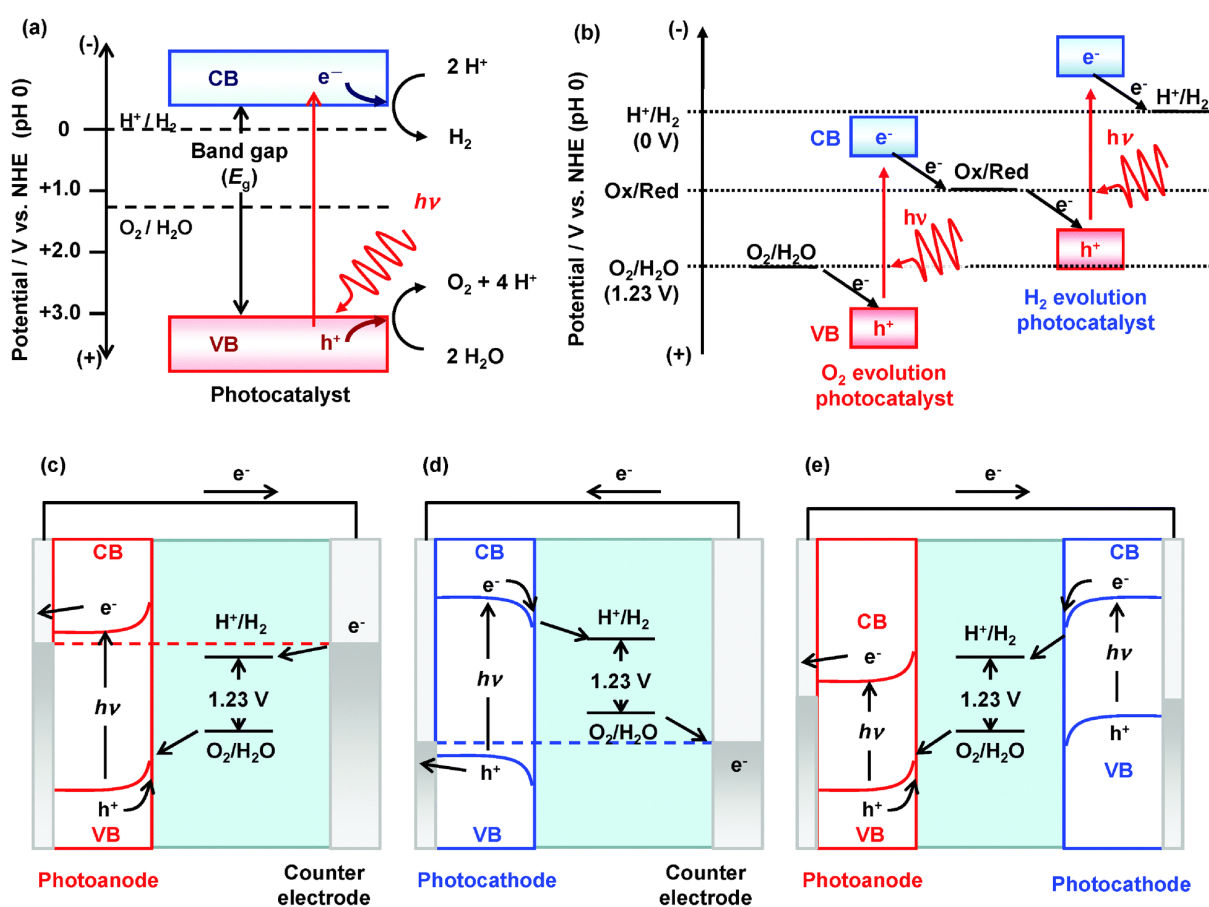 (a)
(-)
Potential / V vs. NHE (pH 0)
CB
e⁻
2 H⁺
H⁺/ H₂
0
H₂
Band gap
(Eg)
+1.0
hν
O₂ / H₂O
+2.0
O₂ + 4 H⁺
+3.0
VB
h⁺
2 H₂O
(+)
Photocatalyst
(b)
(-)
Potential / V vs. NHE (pH 0)
e⁻
e⁻
H⁺/H₂
H⁺/H₂
(0 V)
CB
e⁻
hν
e⁻
Ox/Red
Ox/Red
e⁻
hν
O₂/H₂O
h⁺
O₂/H₂O
(1.23 V)
e⁻
H₂ evolution
photocatalyst
VB
h⁺
(+)
O₂ evolution
photocatalyst
(c)
e⁻
CB
e⁻
H⁺/H₂
e⁻
hν
1.23 V
O₂/H₂O
h⁺
VB
Photoanode
Counter
electrode
(d)
e⁻
CB
e⁻
H⁺/H₂
hν
1.23 V
O₂/H₂O
h⁺
e⁻
VB
Photocathode
Counter
electrode
(e)
e⁻
CB
e⁻
CB
H⁺/H₂
e⁻
hν
1.23 V
hν
O₂/H₂O
h⁺
VB
h⁺
VB
Photoanode
Photocathode